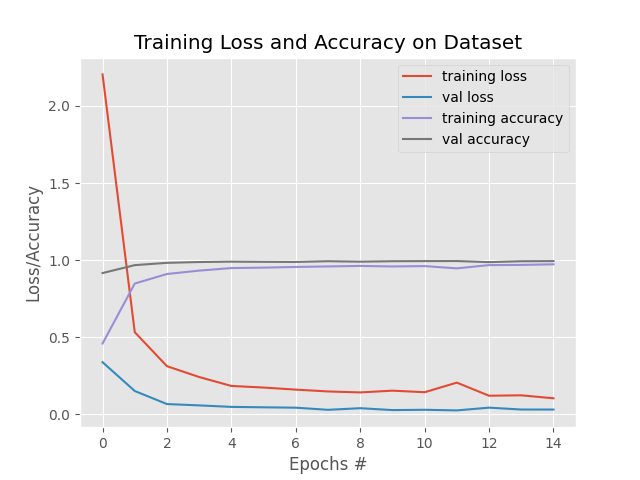 Training Loss and Accuracy on Dataset
training loss
val loss
training accuracy
val accuracy
2.0
1.5
1.0
0.5
0.0
Loss/Accuracy
0 2 4 6 8 10 12 14
Epochs #